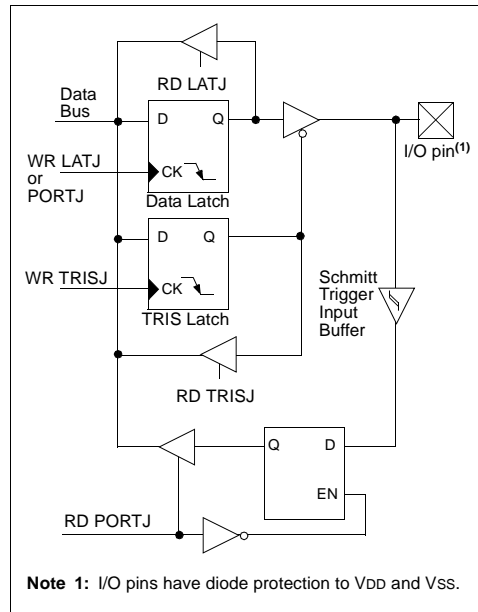 RD LATJ
Data
Bus
D Q
WR LATJ
or
PORTJ
CK
Data Latch
I/O pin(1)
D Q
WR TRISJ
CK
TRIS Latch
Schmitt
Trigger
Input
Buffer
RD TRISJ
Q D
EN
RD PORTJ
Note 1: I/O pins have diode protection to VDD and VSS.